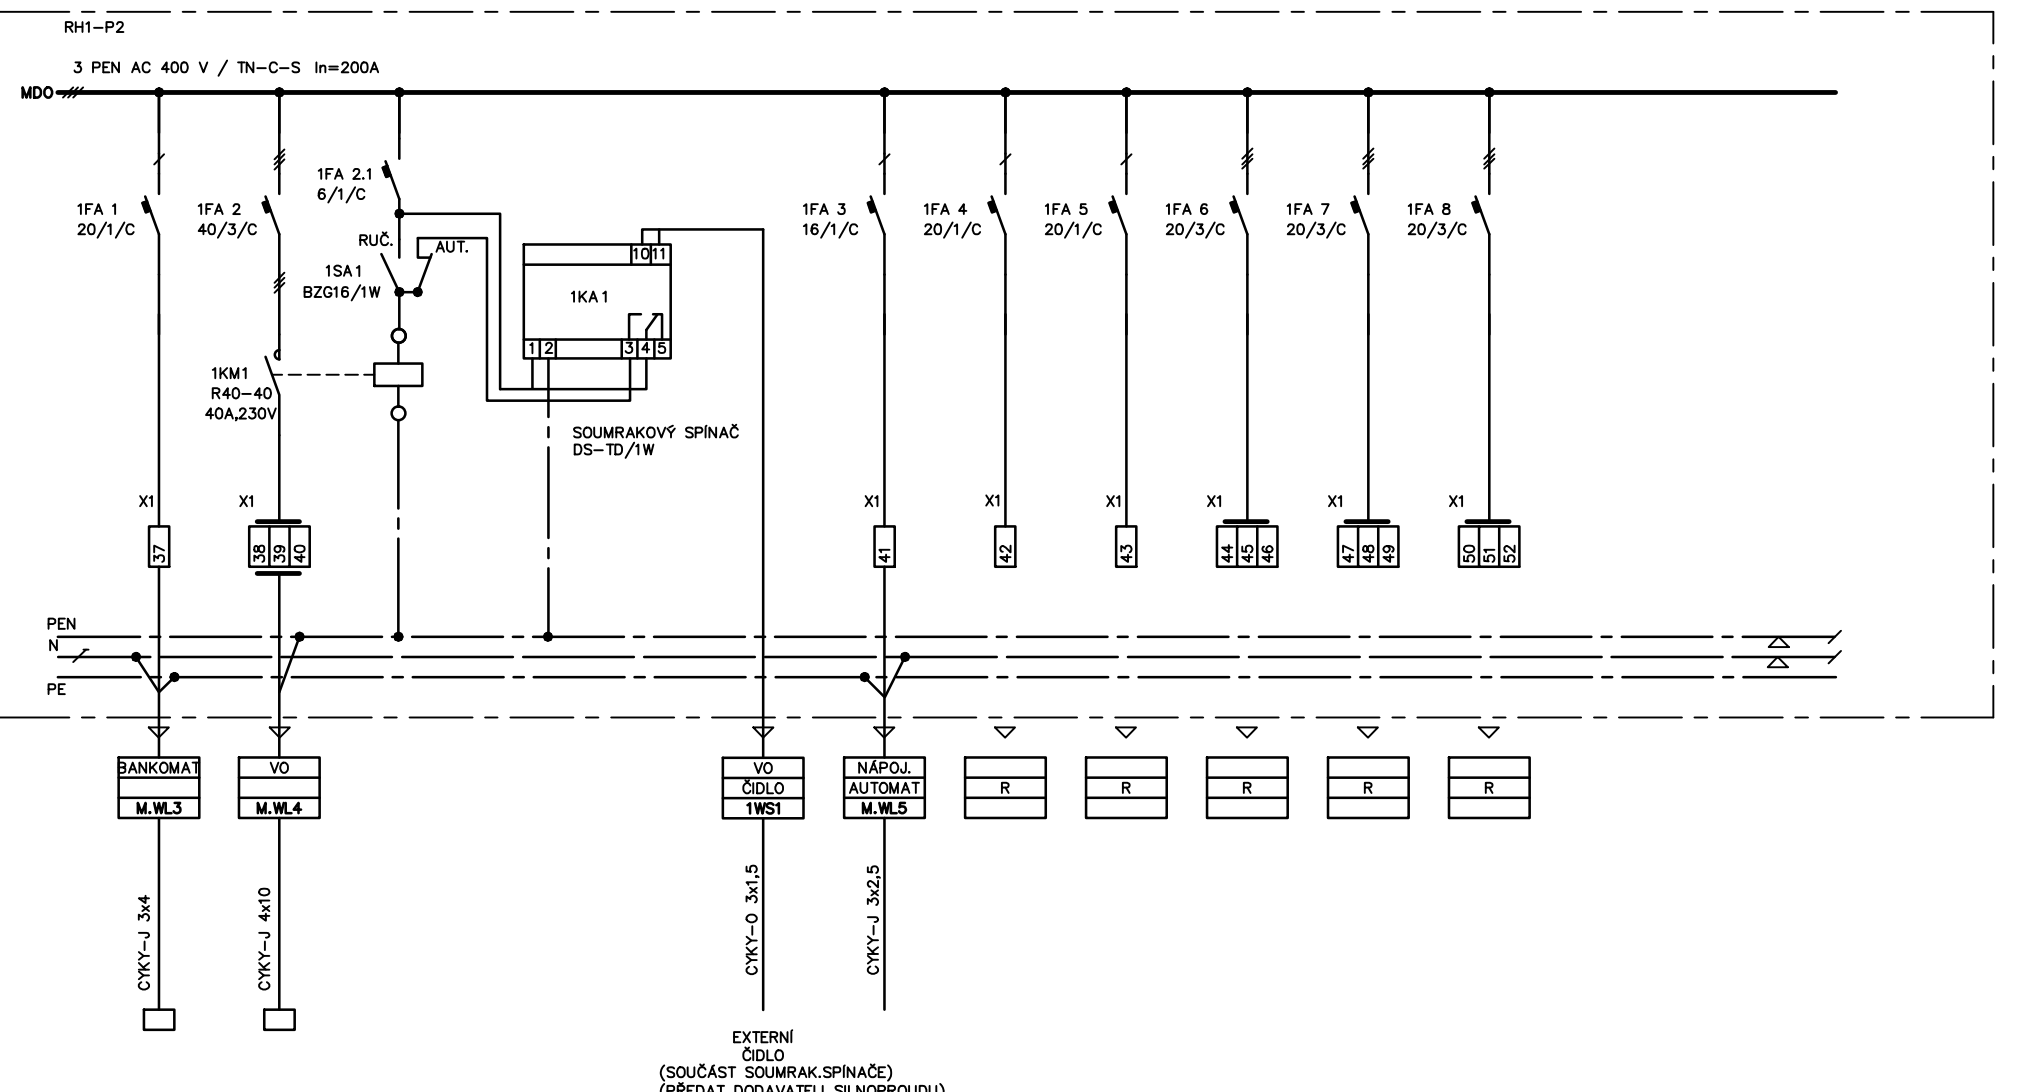 RH1-P2
3 PEN AC 400 V / TN-C-S In=200A
MDO
1FA 1
20/1/C
1FA 2
40/3/C
1FA 2.1
6/1/C
RUČ.
AUT.
1SA1
BZG16/1W
10 11
1KA1
1 2 3 4 5
1KM1
R40-40
40A,230V
SOUMRAKOVÝ SPÍNAČ
DS-TD/1W
1FA 3
16/1/C
1FA 4
20/1/C
1FA 5
20/1/C
1FA 6
20/3/C
1FA 7
20/3/C
1FA 8
20/3/C
X1 X1 X1 X1 X1 X1 X1 X1
37 38 39 40 41 42 43 44 45 46 47 48 49 50 51 52
PEN
N
PE
BANKOMAT
M.WL3
VO
M.WL4
VO
ČIDLO
1WS1
NÁPOJ.
AUTOMAT
M.WL5
R R R R R
CYKY-J 3x4
CYKY-J 4x10
CYKY-O 3x1,5
CYKY-J 3x2,5
EXTERNÍ
ČIDLO
(SOUČÁST SOUMRAK.SPÍNAČE)
(PŘEDAT DODAVATELI SILNOPROUDU)